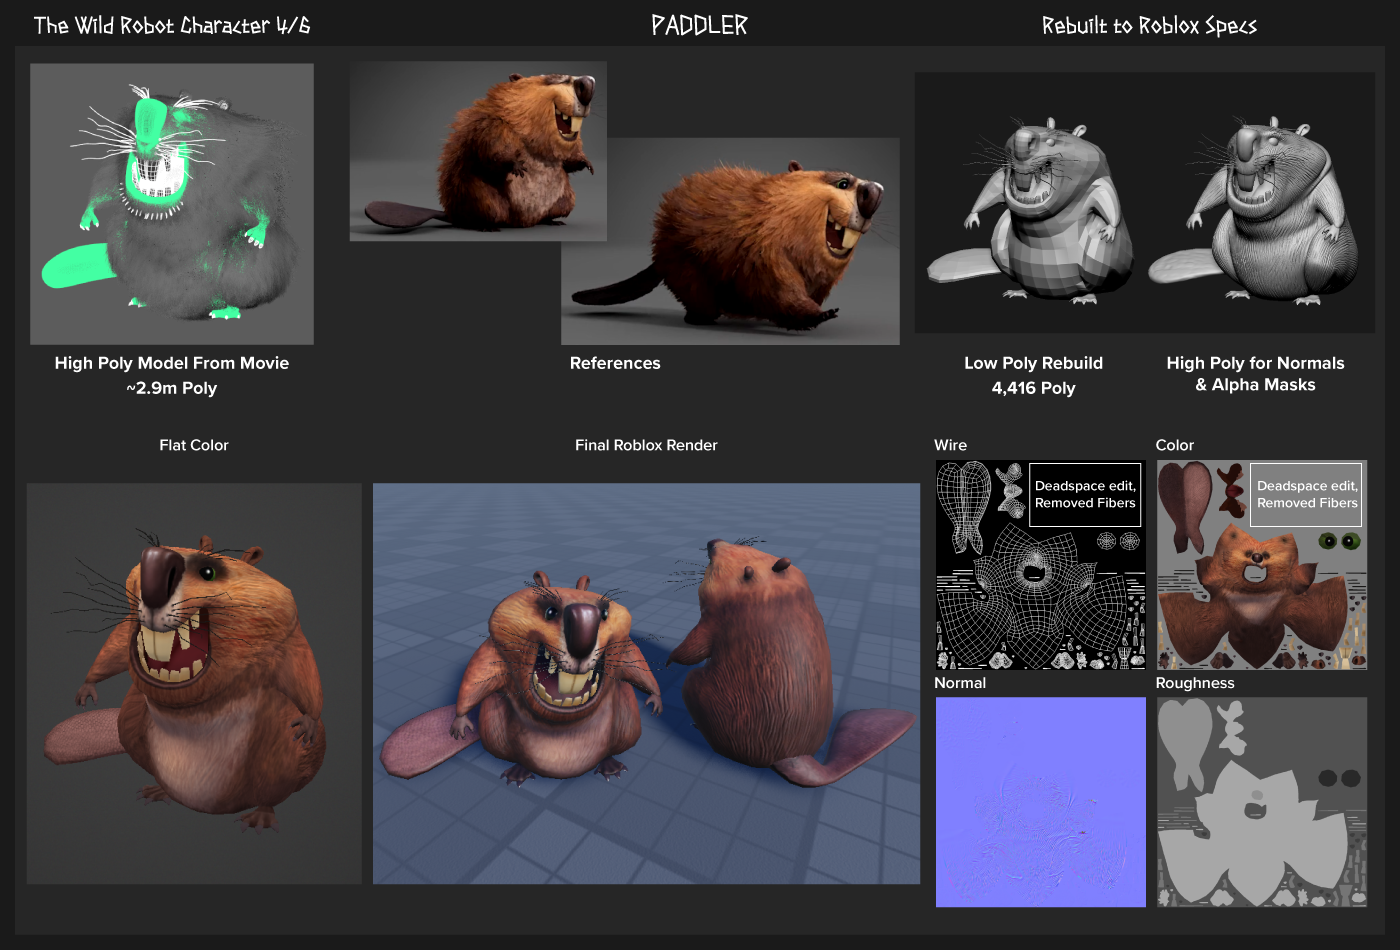 The Wild Robot Character 4/6
PADDLER
Rebuilt to Roblox Specs
High Poly Model From Movie
~2.9m Poly
References
Low Poly Rebuild
4,416 Poly
High Poly for Normals
& Alpha Masks
Flat Color
Final Roblox Render
Wire
Color
Deadspace edit,
Removed Fibers
Deadspace edit,
Removed Fibers
Normal
Roughness